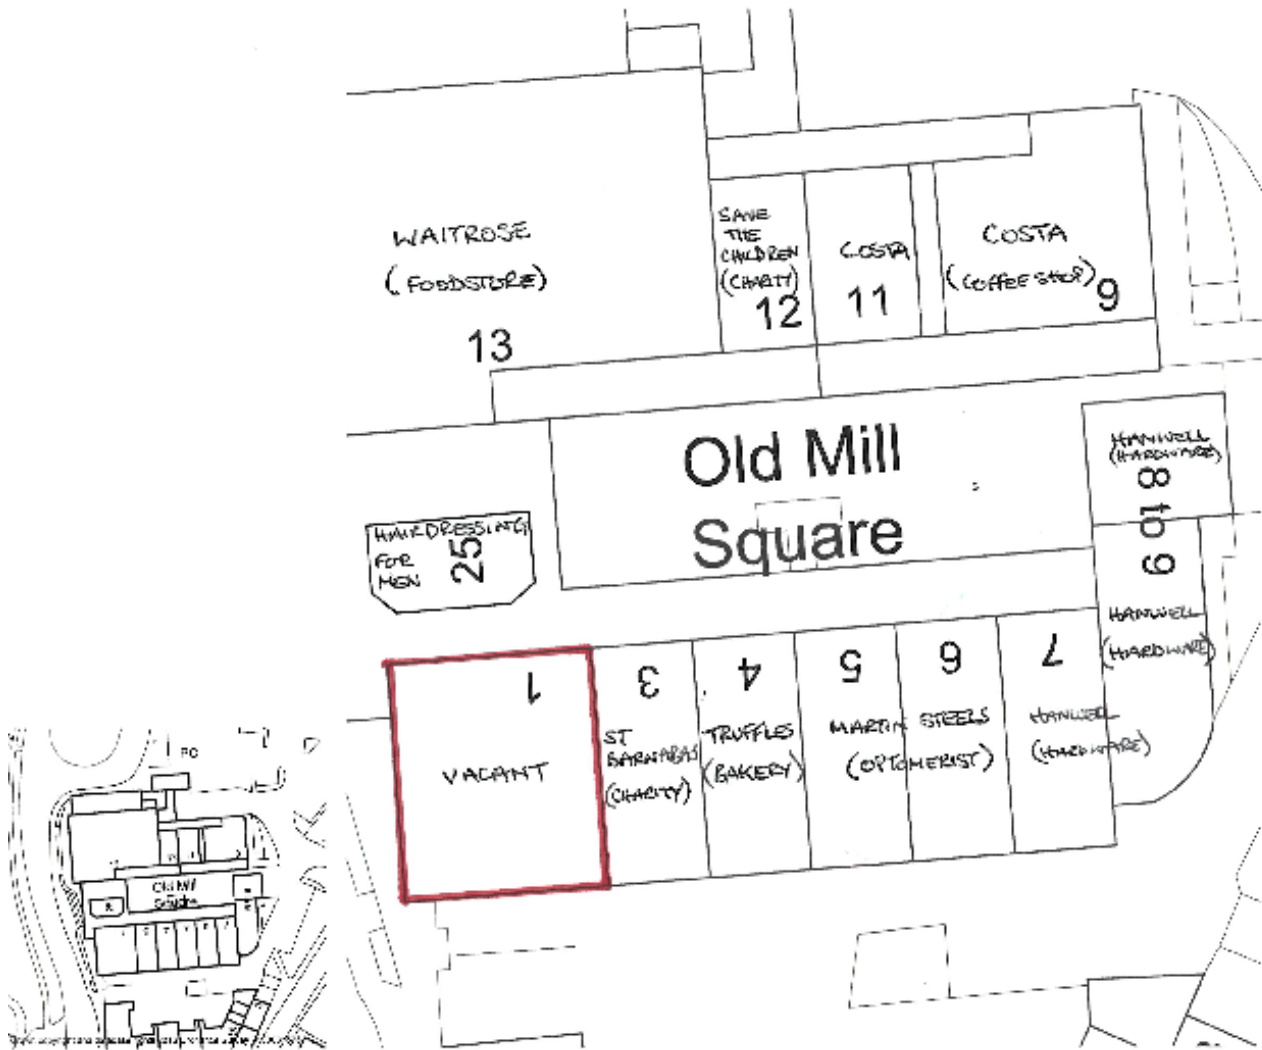 WAITROSE
(FOODSTORE)
13
SAVE
THE
CHILDREN
(CHARITY)
12
COSTA
11
COSTA
(COFFEE SHOP)
9
Old Mill
Square
HANWELL
(HARDWARE)
8 to 9
HANWELL
(HARDWARE)
HAIRDRESSING
FOR
MEN
25
1
VACANT
3
ST
BARNABAS
(CHARITY)
4
TRUFFLES
(BAKERY)
5
6
MARTIN STEELS
(OPTOMERIST)
7
HANWELL
(HARDWARE)
PO
Old Mill
Square